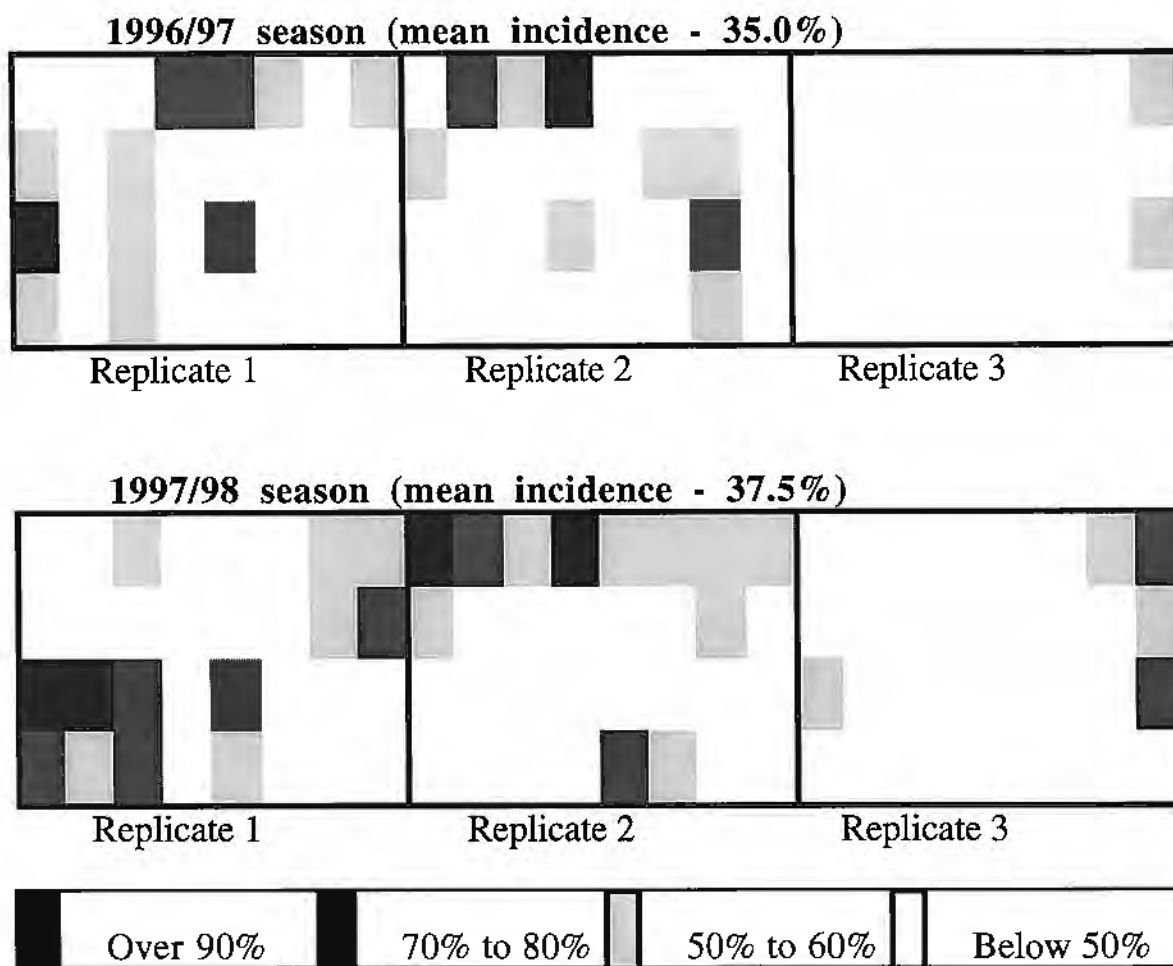 1996/97 season (mean incidence - 35.0%)
Replicate 1 Replicate 2 Replicate 3
1997/98 season (mean incidence - 37.5%)
Replicate 1 Replicate 2 Replicate 3
Over 90% 70% to 80% 50% to 60% Below 50%